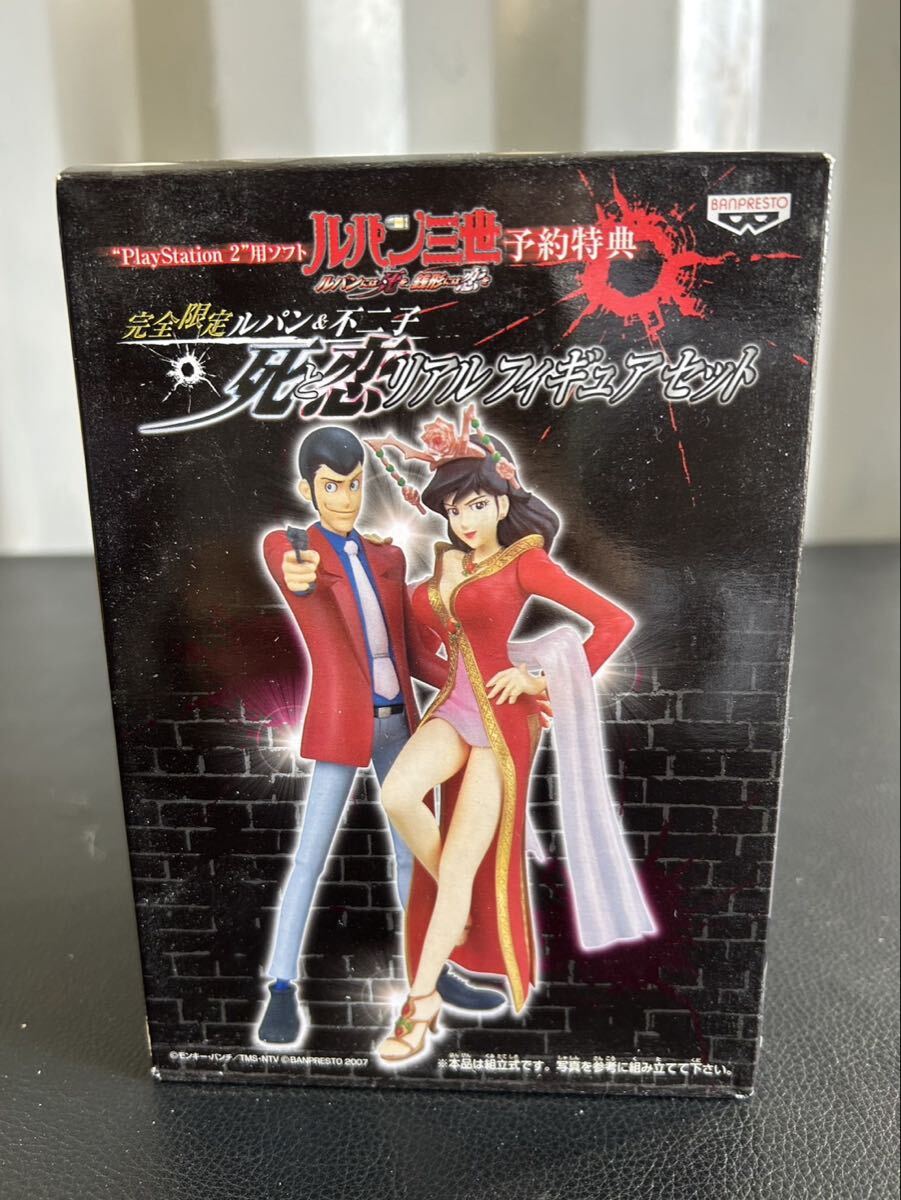 BANPRESTO
"PlayStation 2"用ソフト ルパン三世 予約特典
ルパンには死を、銭形には恋を
完全限定ルパン&不二子
死と恋リアルフィギュアセット
©モンキー・パンチ/TMS・NTV ©BANPRESTO 2007
※本品は組立式です。写真を参考に組み立てて下さい。